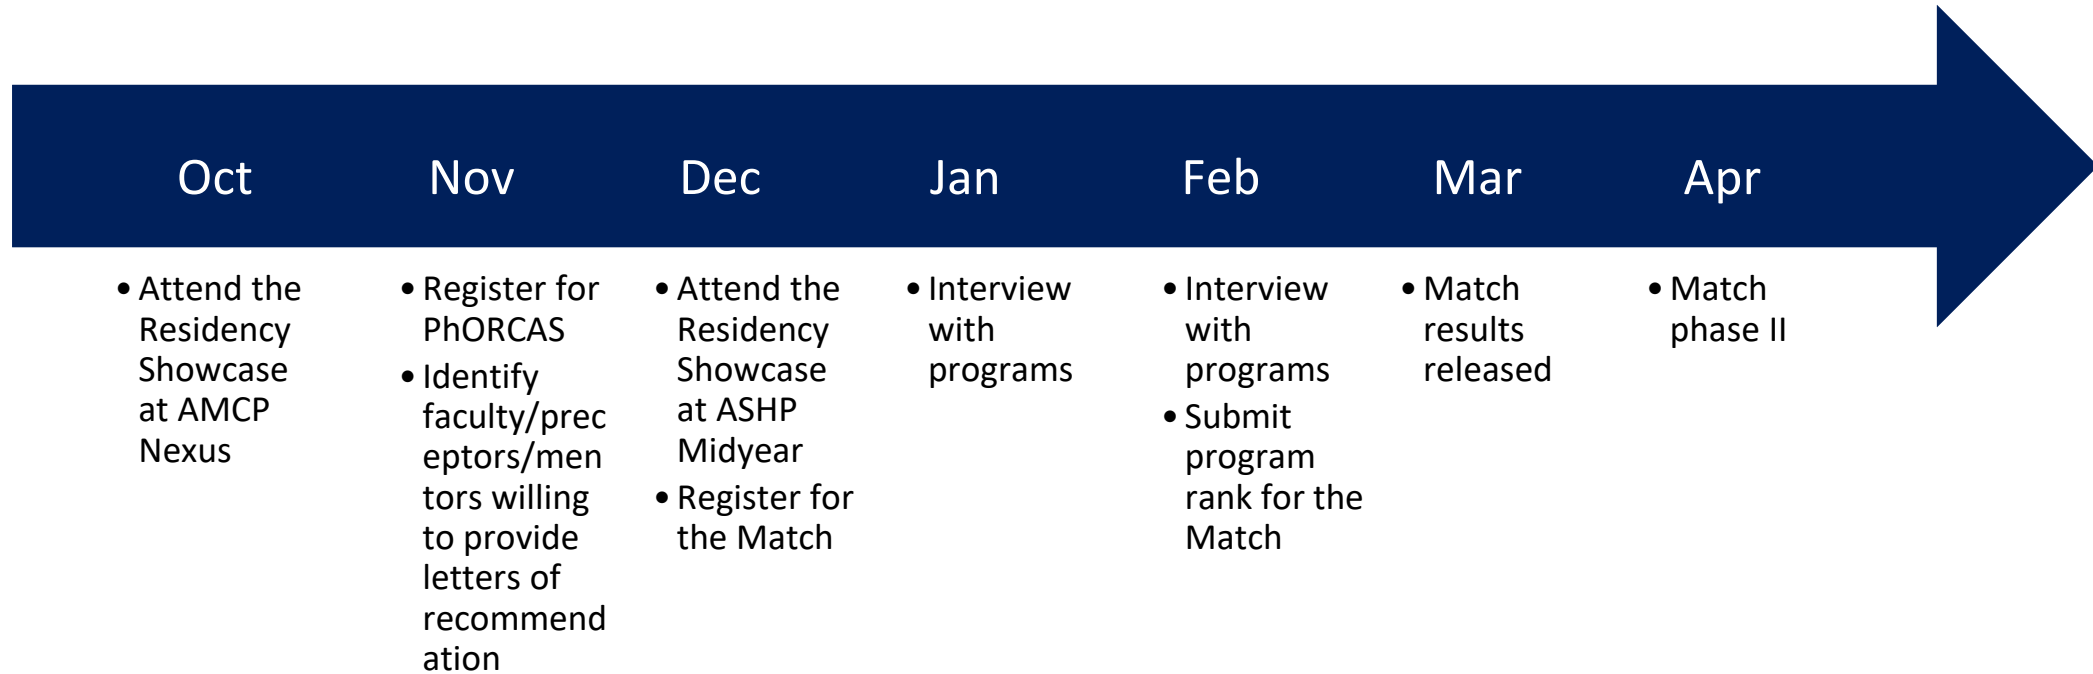 Oct
Nov
Dec
Jan
Feb
Mar
Apr
• Attend the
Residency
Showcase
at AMCP
Nexus
• Register for
PhORCAS
• Identify
faculty/prec
eptors/men
tors willing
to provide
letters of
recommend
ation
• Attend the
Residency
Showcase
at ASHP
Midyear
• Register for
the Match
• Interview
with
programs
• Interview
with
programs
• Submit
program
rank for the
Match
• Match
results
released
• Match
phase II